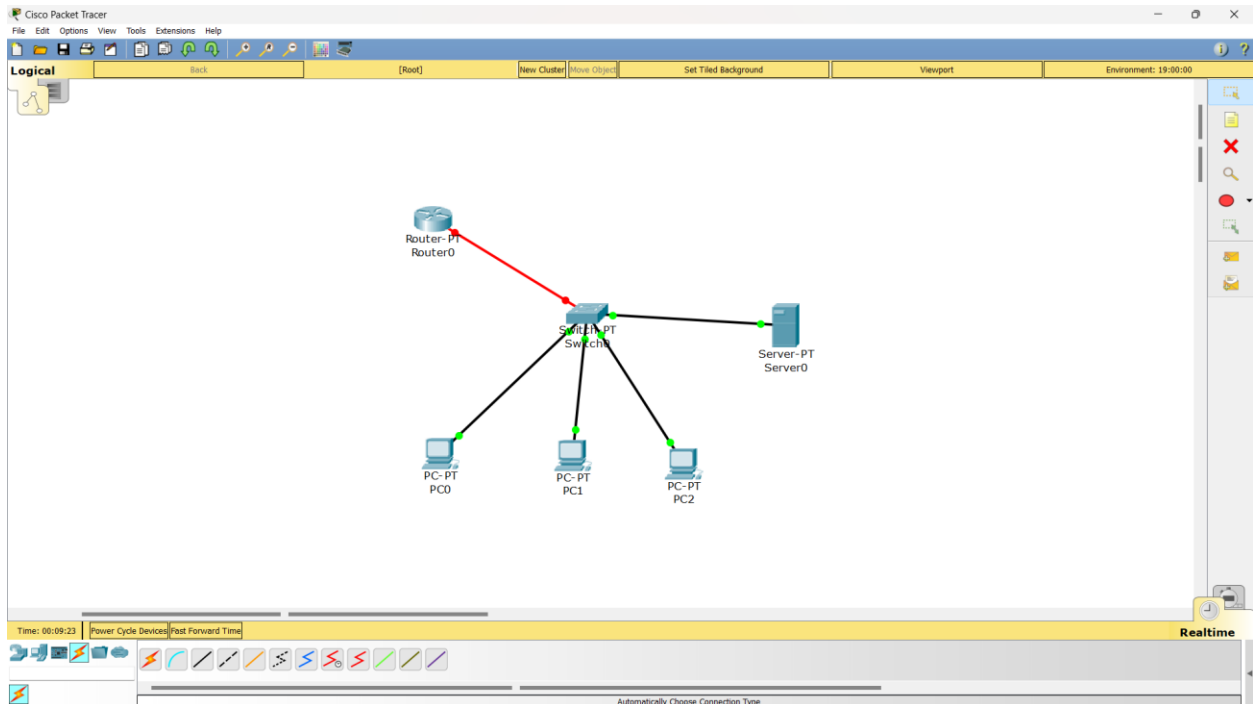 Cisco Packet Tracer
File Edit Options View Tools Extensions Help
Logical Back [Root] New Cluster Move Object Set Tiled Background Viewport Environment: 19:00:00
Router-PT
Router0
Switch-PT
Switch0
Server-PT
Server0
PC-PT
PC0
PC-PT
PC1
PC-PT
PC2
Time: 00:09:23 Power Cycle Devices Fast Forward Time Realtime
Automatically Choose Connection Type